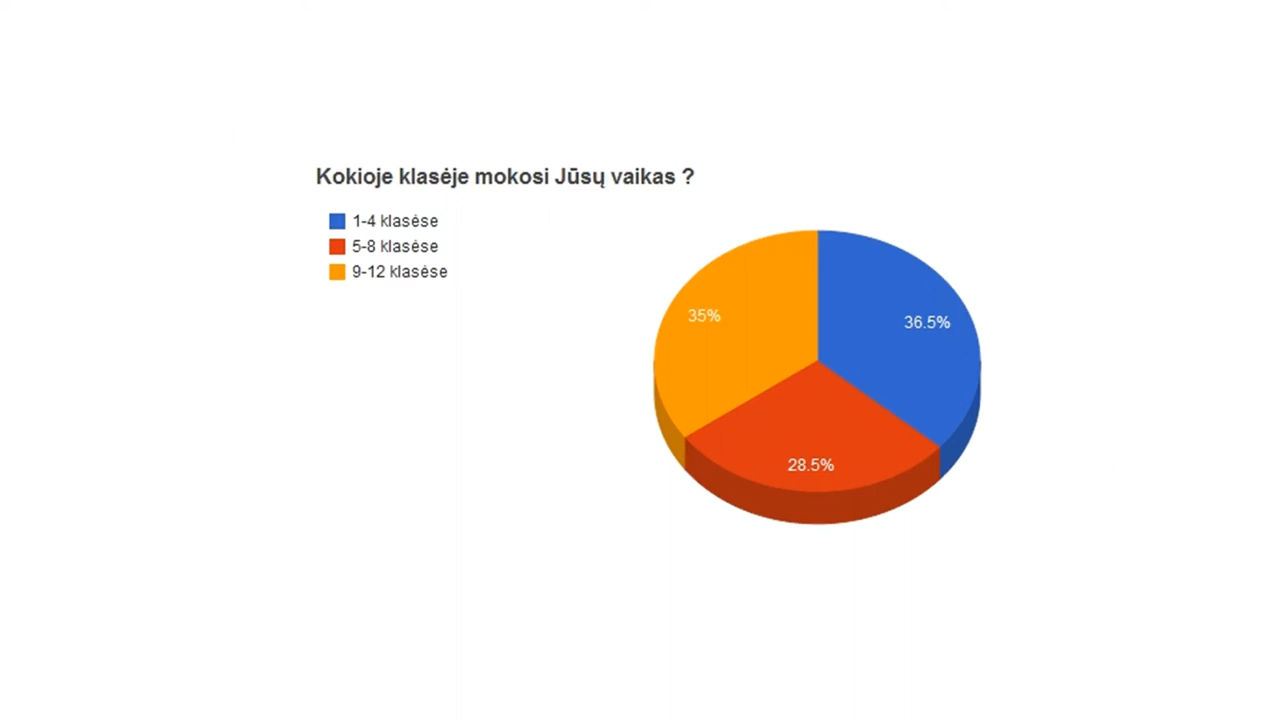 Kokioje klasėje mokosi Jūsų vaikas ?
1-4 klasėse
5-8 klasėse
9-12 klasėse
35%
36.5%
28.5%